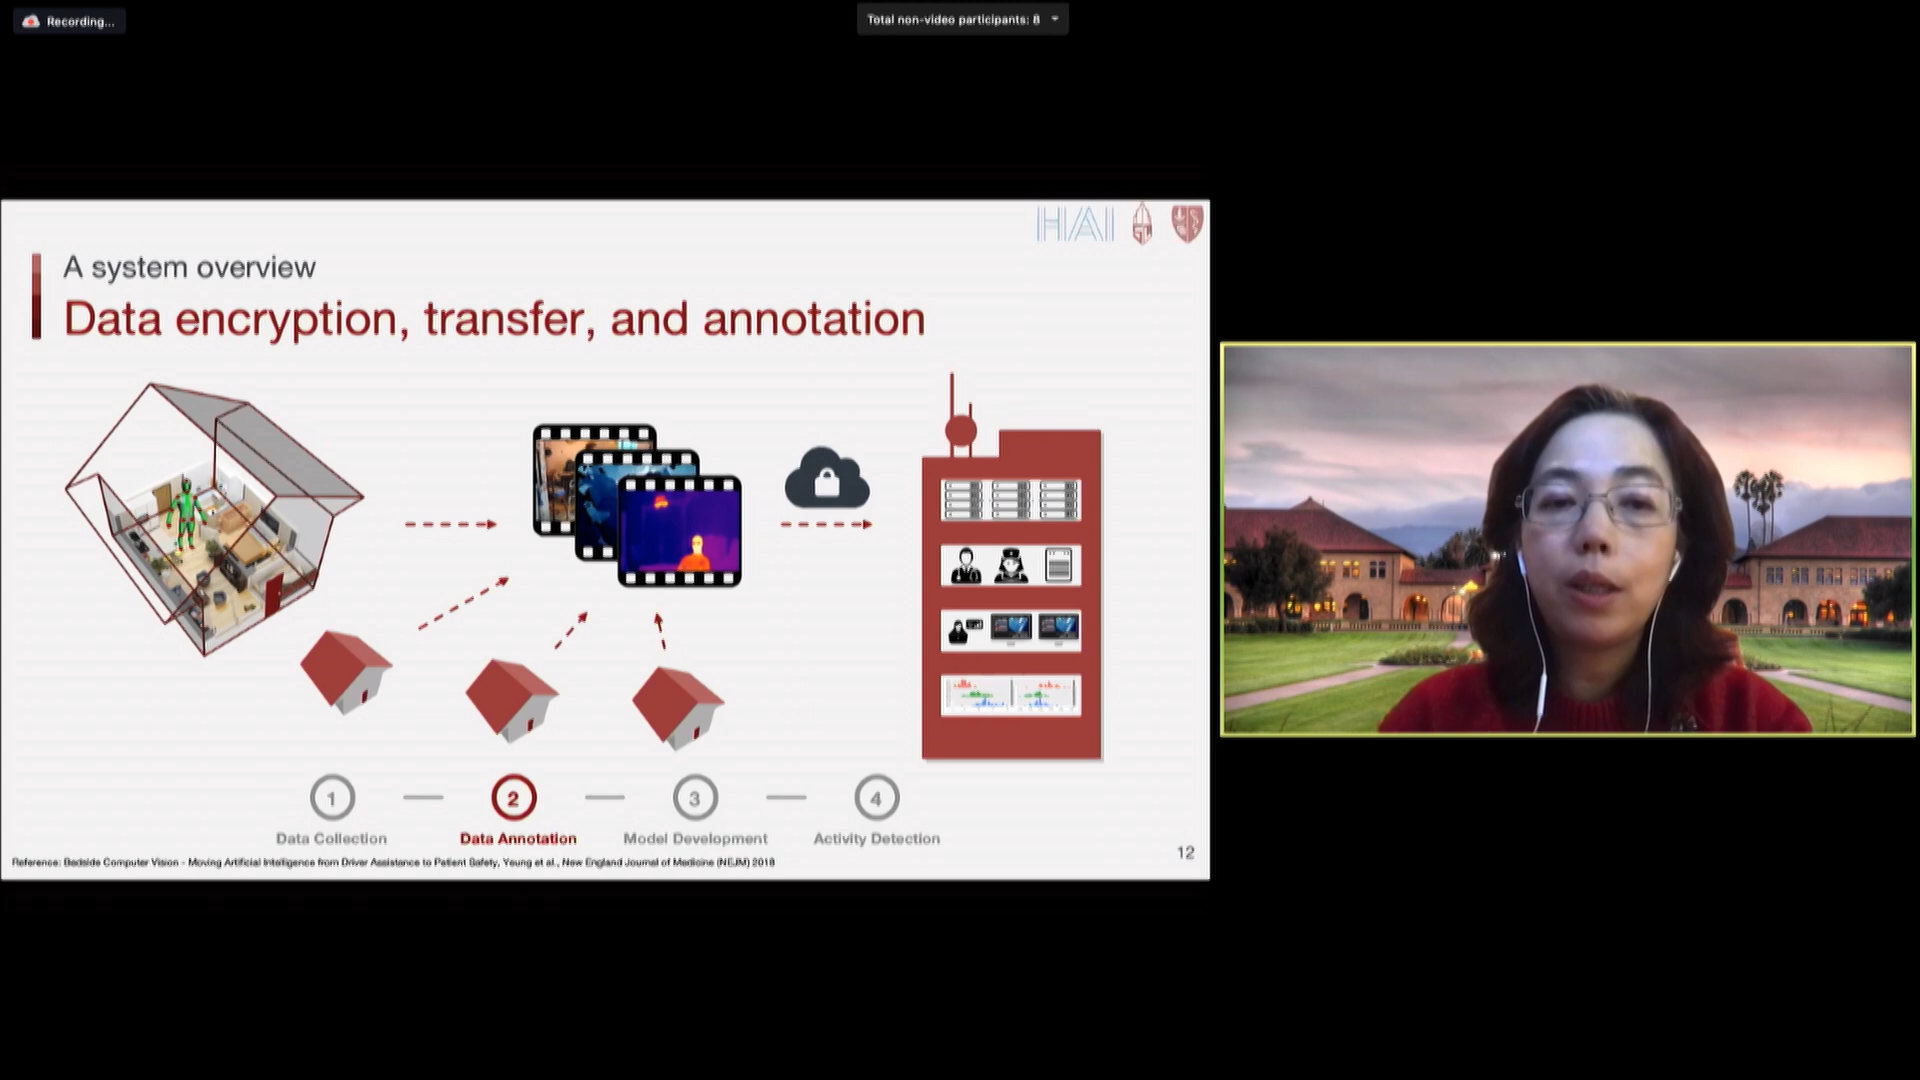 Recording...
Total non-video participants: 8
HAI
A system overview
Data encryption, transfer, and annotation
1
2
3
4
Data Collection
Data Annotation
Model Development
Activity Detection
Reference: Bedside Computer Vision - Moving Artificial Intelligence from Driver Assistance to Patient Safety, Yeung et al., New England Journal of Medicine (NEJM) 2018
12